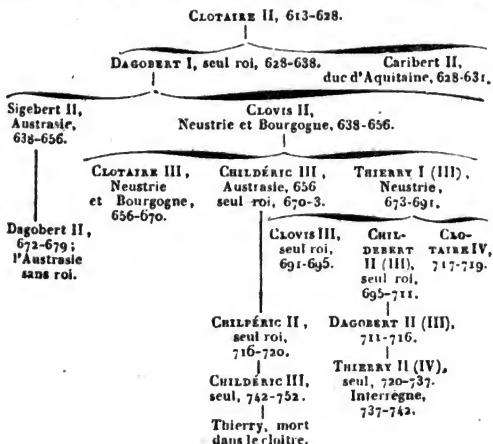 CLOTAIRE II, 613-628.
DAGOBERT I, seul roi, 628-638.
Caribert II,
duc d'Aquitaine, 628-631.
Sigebert II,
Austrasie,
638-656.
CLOVIS II,
Neustrie et Bourgogne, 638-656.
CLOTAIRE III,
Neustrie
et Bourgogne,
656-670.
CHILDÉRIC III,
Austrasie, 656
seul roi, 670-3.
THIERRY I (III),
Neustrie,
673-691.
Dagobert II,
672-679;
l'Austrasie
sans roi.
CLOVIS III,
seul roi,
691-695.
CHIL-
DEBERT
II (III),
seul roi,
695-711.
CLO-
TAIRE IV,
717-719.
CHILPÉRIC II,
seul roi,
716-720.
DAGOBERT II (III),
711-716.
CHILDÉRIC III,
seul, 742-752.
THIERRY II (IV),
seul, 720-737.
Interrègne,
737-742.
Thierry, mort
dans le cloître.